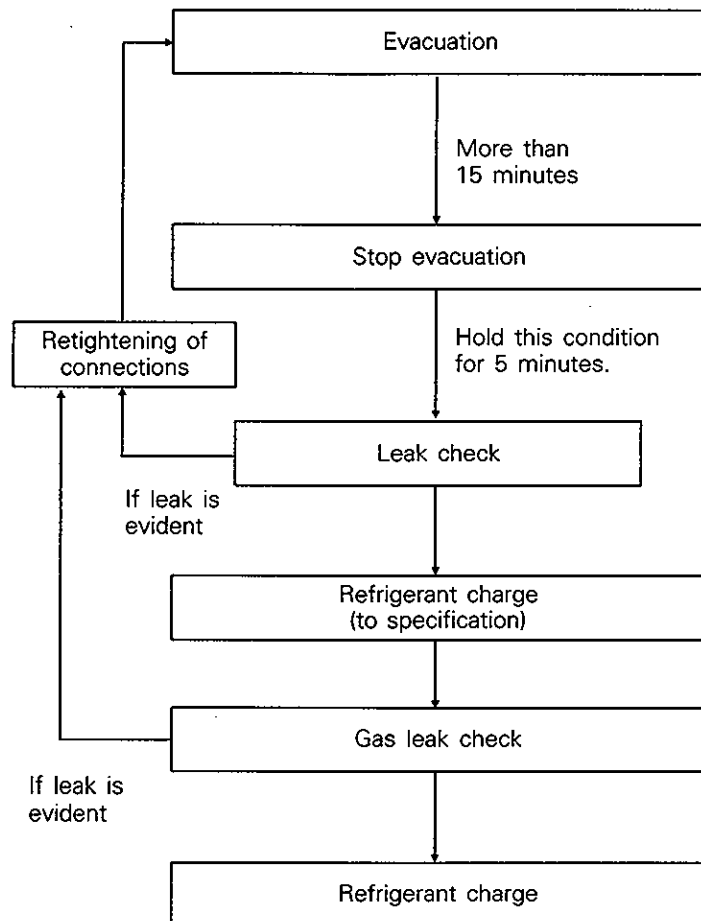 Evacuation
More than
15 minutes
Stop evacuation
Hold this condition
for 5 minutes.
Retightening of
connections
Leak check
If leak is
evident
Refrigerant charge
(to specification)
Gas leak check
If leak is
evident
Refrigerant charge